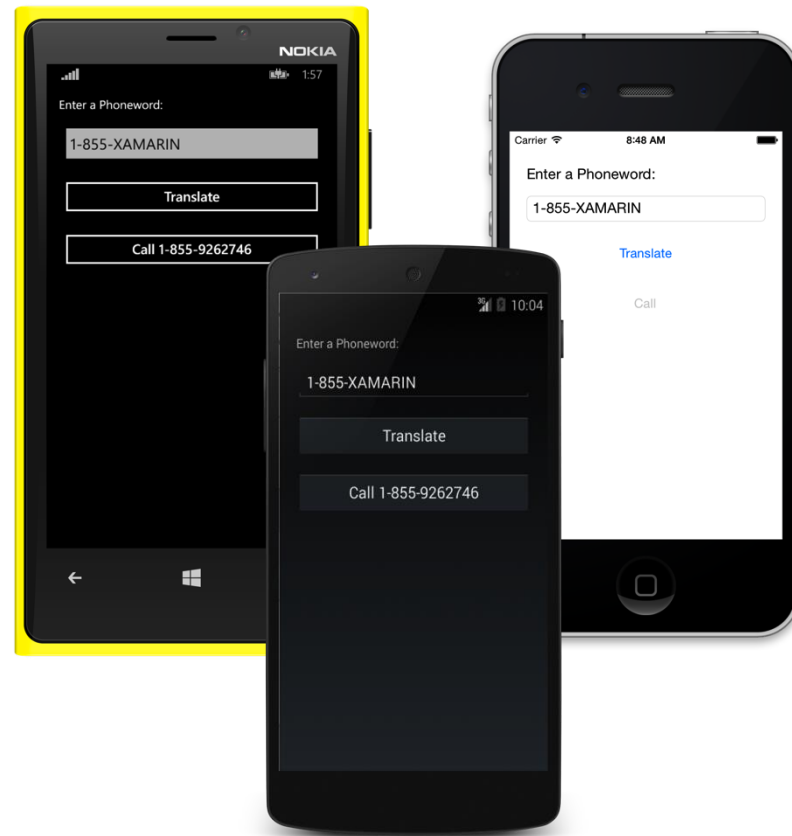 NOKIA
1:57
Enter a Phoneword:
1-855-XAMARIN
Translate
Call 1-855-9262746
3G 10:04
Enter a Phoneword:
1-855-XAMARIN
Translate
Call 1-855-9262746
Carrier 8:48 AM
Enter a Phoneword:
1-855-XAMARIN
Translate
Call